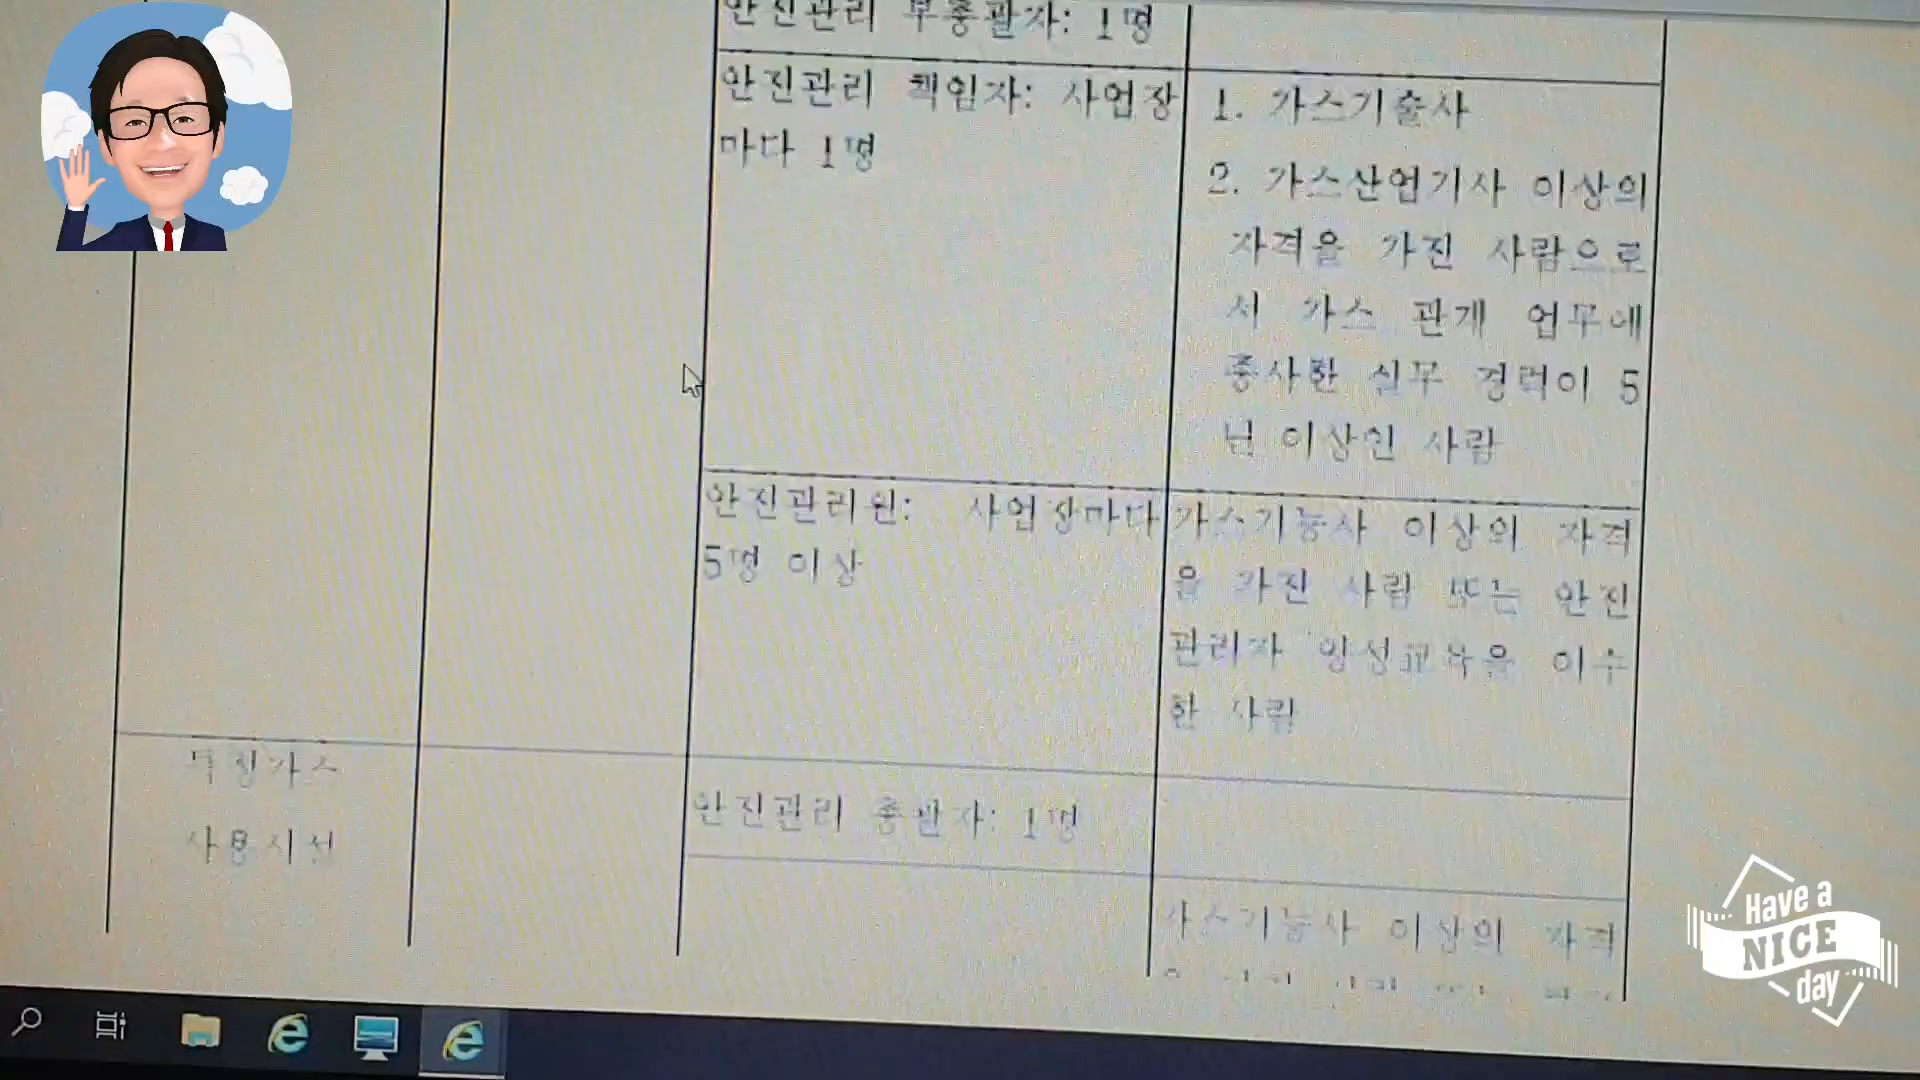 안전관리 부총괄자: 1명
안전관리 책임자: 사업장
마다 1명
1. 가스기술사
2. 가스산업기사 이상의
자격을 가진 사람으로
서 가스 관계 업무에
종사한 실무 경력이 5
년 이상인 사람
안전관리원: 사업장마다
5명 이상
가스기능사 이상의 자격
을 가진 사람 또는 안전
관리자 양성교육을 이수
한 사람
특정가스
사용시설
안전관리 총괄자: 1명
가스기능사 이상의 자격
Have a
NICE
day